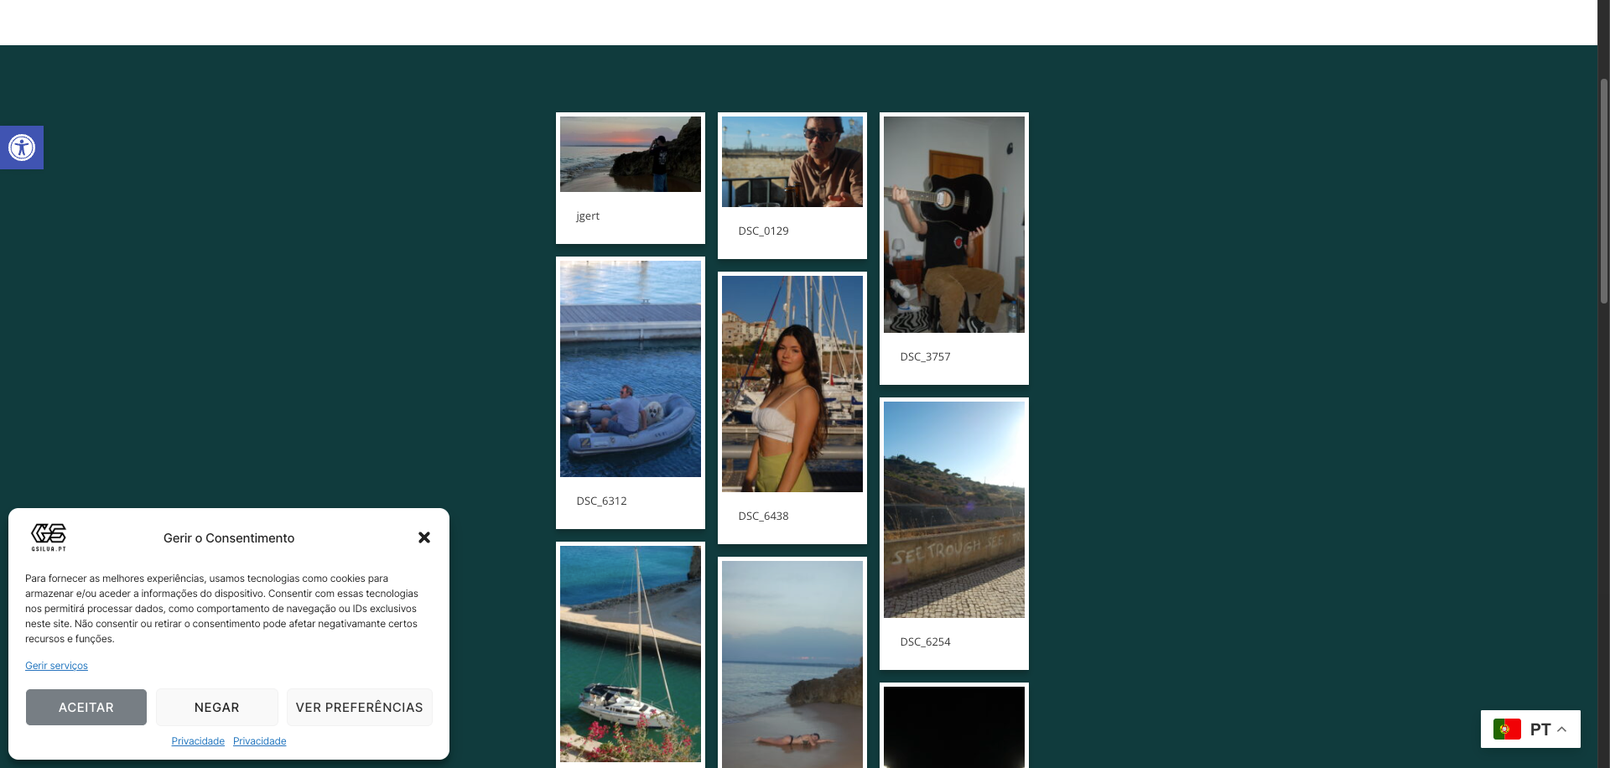 jgert
DSC_0129
DSC_3757
DSC_6312
DSC_6438
SEE TROUGH
DSC_6254
GSILVA.PT
Gerir o Consentimento
Para fornecer as melhores experiências, usamos tecnologias como cookies para
armazenar e/ou aceder a informações do dispositivo. Consentir com essas tecnologias
nos permitirá processar dados, como comportamento de navegação ou IDs exclusivos
neste site. Não consentir ou retirar o consentimento pode afetar negativamante certos
recursos e funções.
Gerir serviços
ACEITAR
NEGAR
VER PREFERÊNCIAS
Privacidade Privacidade
PT